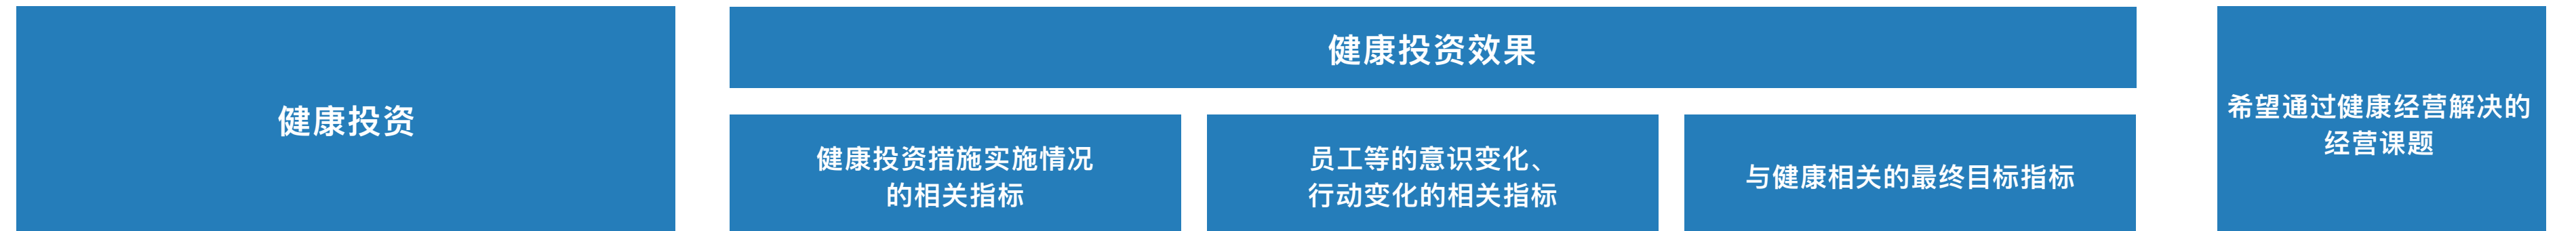 健康投资
健康投资效果
健康投资措施实施情况
的相关指标
员工等的意识变化、
行动变化的相关指标
与健康相关的最终目标指标
希望通过健康经营解决的
经营课题